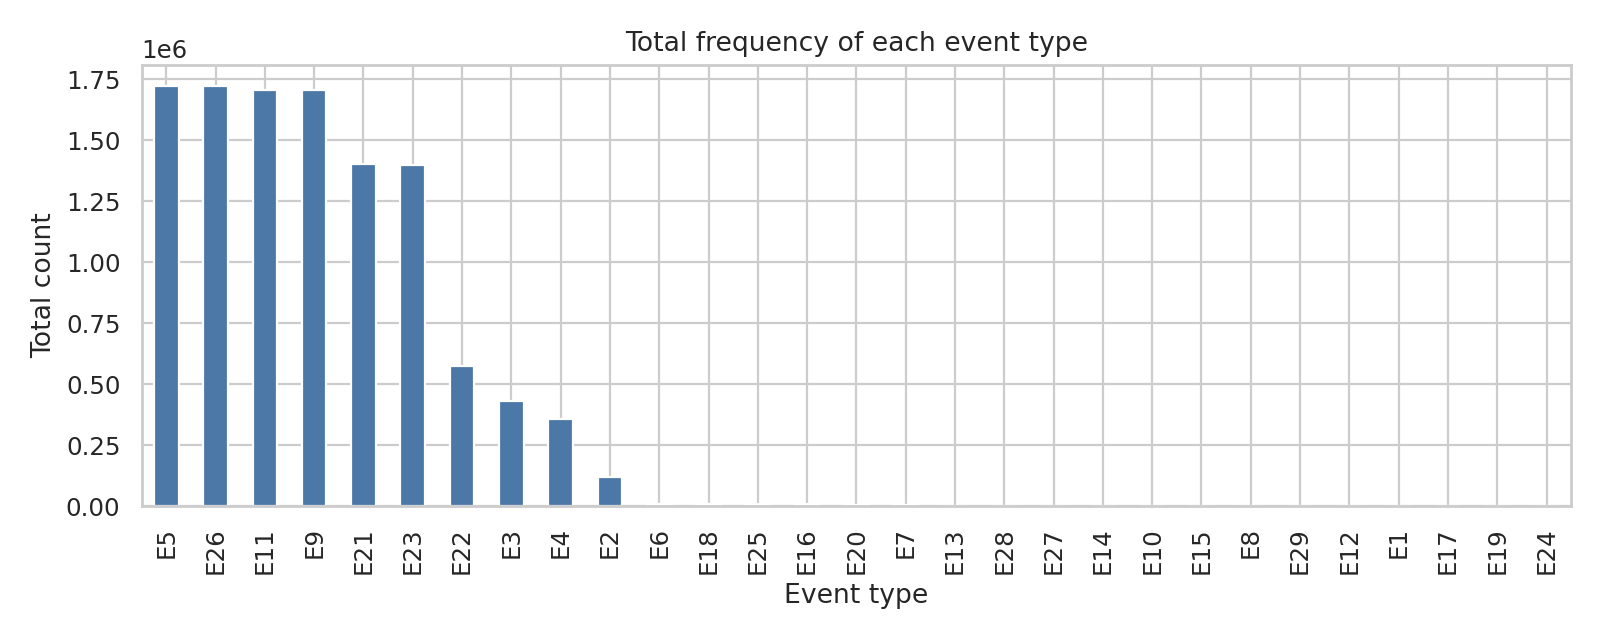 Total frequency of each event type
1e6
1.75
1.50
1.25
1.00
0.75
0.50
0.25
0.00
Total count
E5 E26 E11 E9 E21 E23 E22 E3 E4 E2 E6 E18 E25 E16 E20 E7 E13 E28 E27 E14 E10 E15 E8 E29 E12 E1 E17 E19 E24
Event type